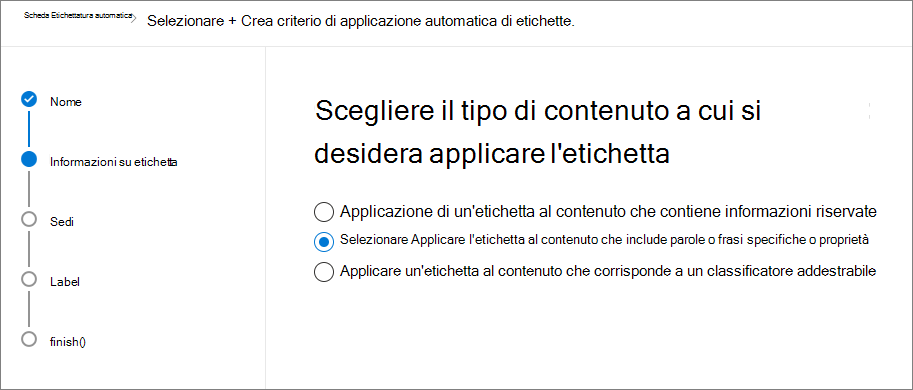 Scheda Etichettatura automatica> Selezionare + Crea criterio di applicazione automatica di etichette.
Nome
Informazioni su etichetta
Sedi
Label
finish()
Scegliere il tipo di contenuto a cui si
desidera applicare l'etichetta
Applicazione di un'etichetta al contenuto che contiene informazioni riservate
Selezionare Applicare l'etichetta al contenuto che include parole o frasi specifiche o proprietà
Applicare un'etichetta al contenuto che corrisponde a un classificatore addestrabile